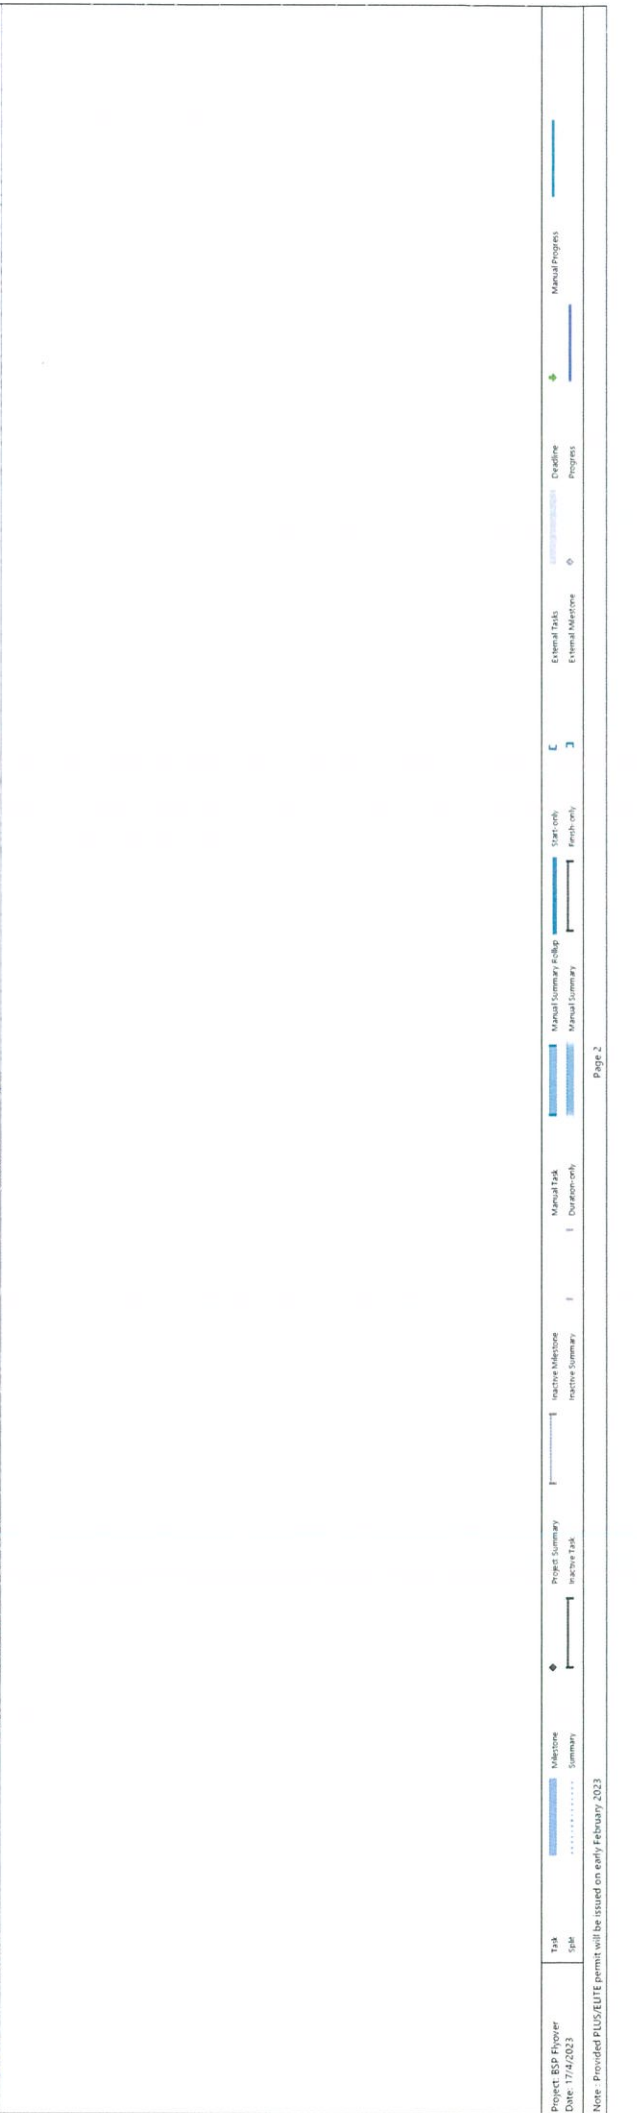 Project: BSP Flyover
Date: 17/4/2023
Task
Split
Milestone
Summary
Project Summary
Inactive Task
Inactive Milestone
Inactive Summary
Manual Task
Duration-only
Manual Summary Rollup
Manual Summary
Start-only
Finish-only
External Tasks
External Milestone
Deadline
Progress
Manual Progress
Note : Provided PLUS/ELITE permit will be issued on early February 2023
Page 2